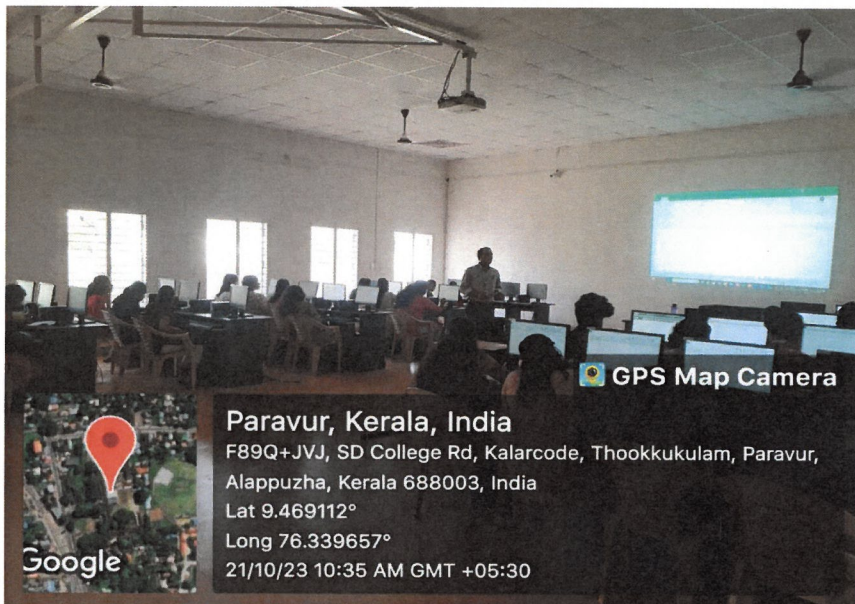 GPS Map Camera
Paravur, Kerala, India
F89Q+JVJ, SD College Rd, Kalarcode, Thookkukulam, Paravur,
Alappuzha, Kerala 688003, India
Lat 9.469112°
Long 76.339657°
21/10/23 10:35 AM GMT +05:30
Google